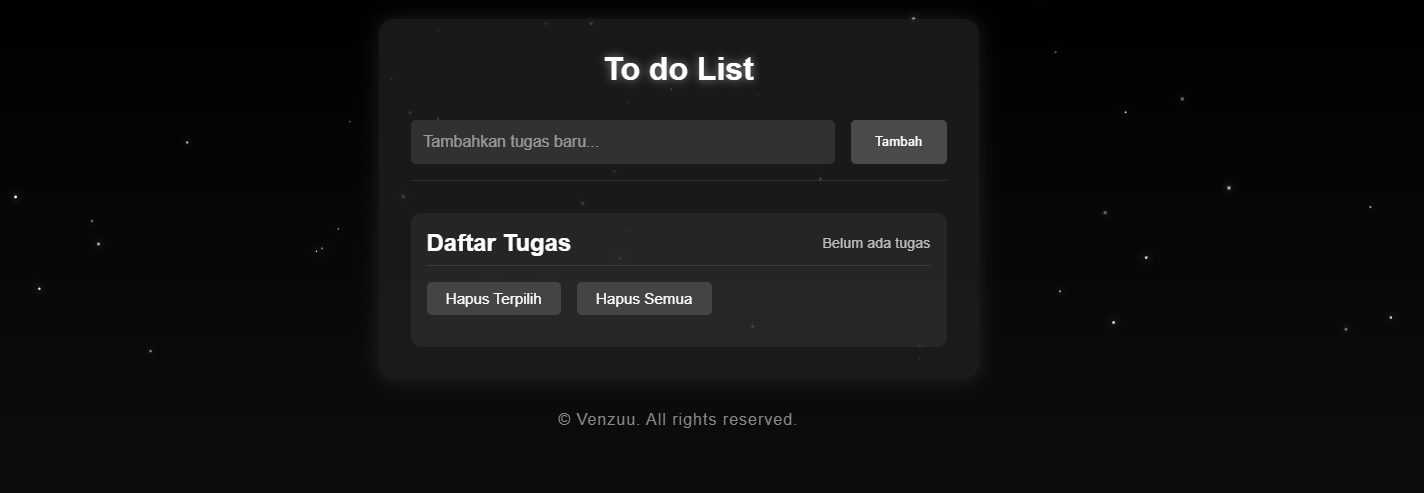 To do List
Tambahkan tugas baru...
Tambah
Daftar Tugas
Belum ada tugas
Hapus Terpilih
Hapus Semua
© Venzuu. All rights reserved.